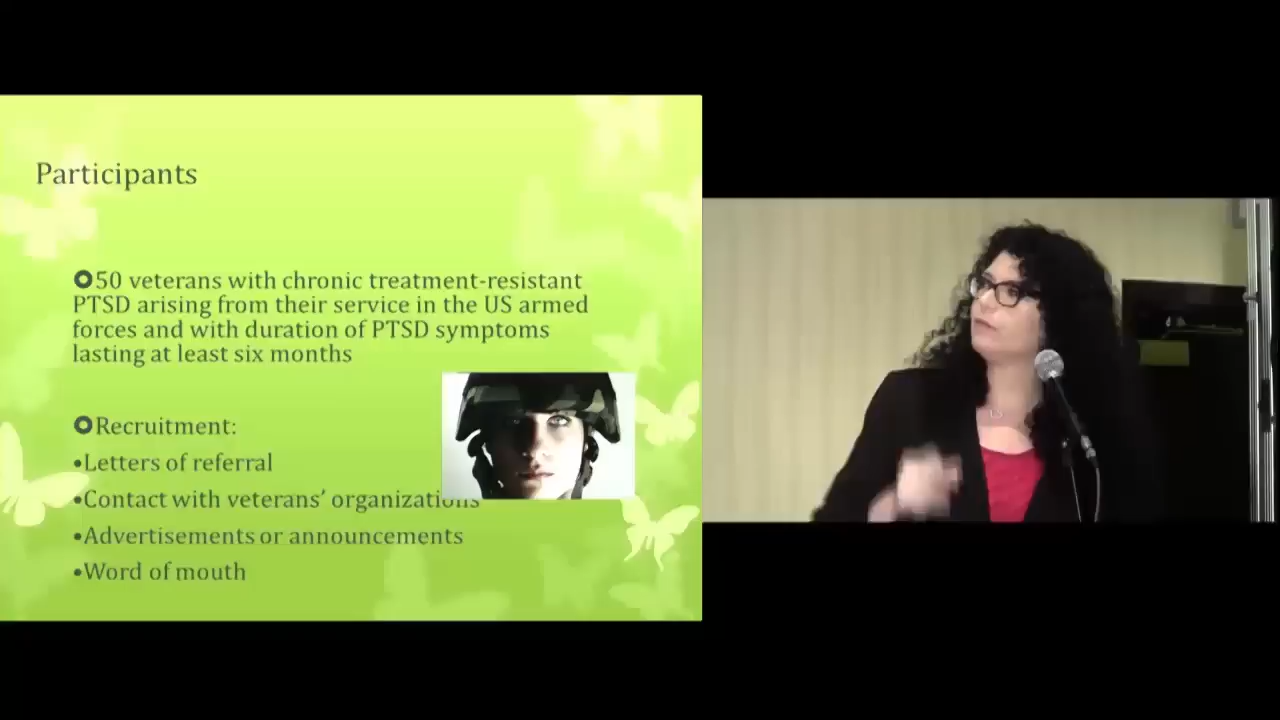 Participants
50 veterans with chronic treatment-resistant
PTSD arising from their service in the US armed
forces and with duration of PTSD symptoms
lasting at least six months
Recruitment:
•Letters of referral
•Contact with veterans’ organizations
•Advertisements or announcements
•Word of mouth